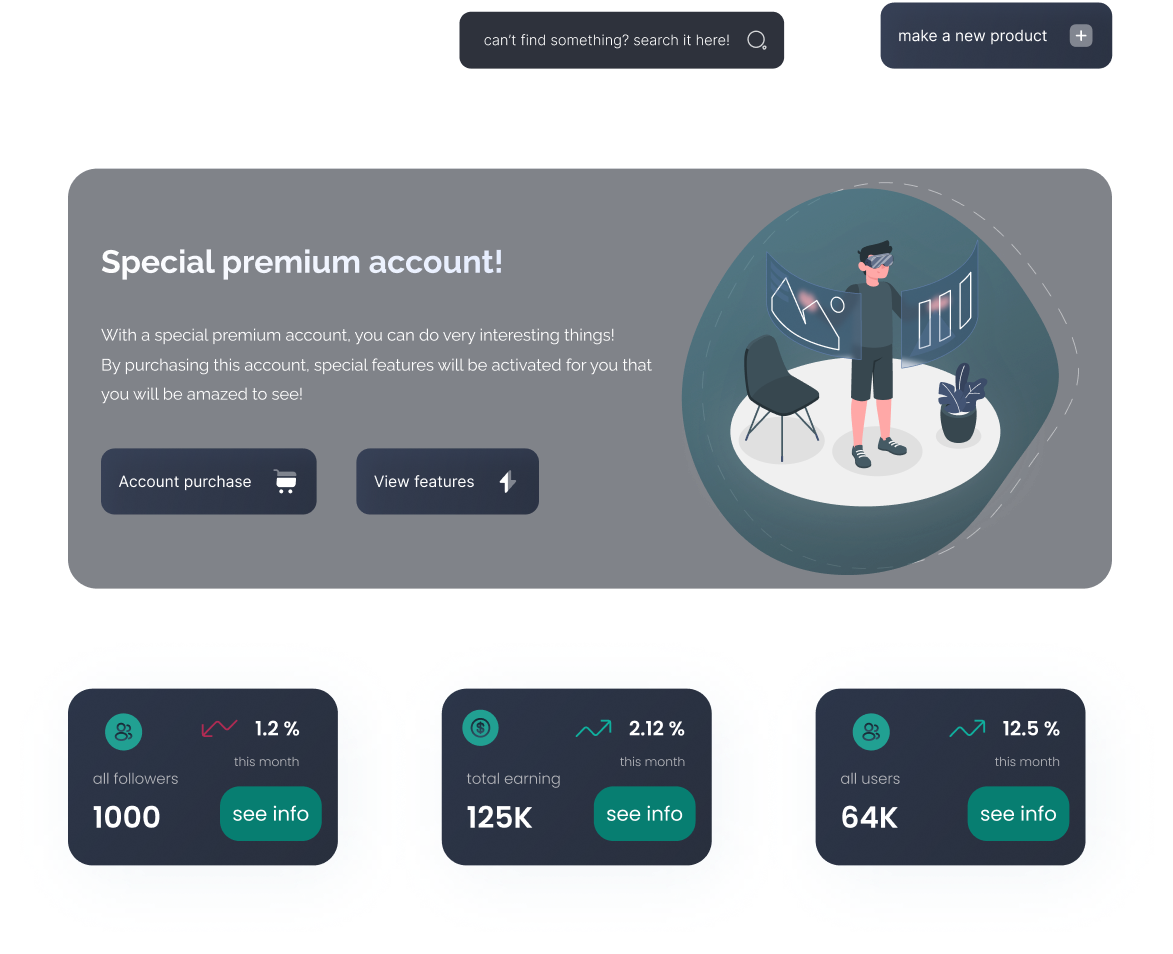 can't find something? search it here!
make a new product
Special premium account!
With a special premium account, you can do very interesting things!
By purchasing this account, special features will be activated for you that
you will be amazed to see!
Account purchase
View features
1.2 %
this month
all followers
1000
see info
$
2.12 %
this month
total earning
125K
see info
12.5 %
this month
all users
64K
see info